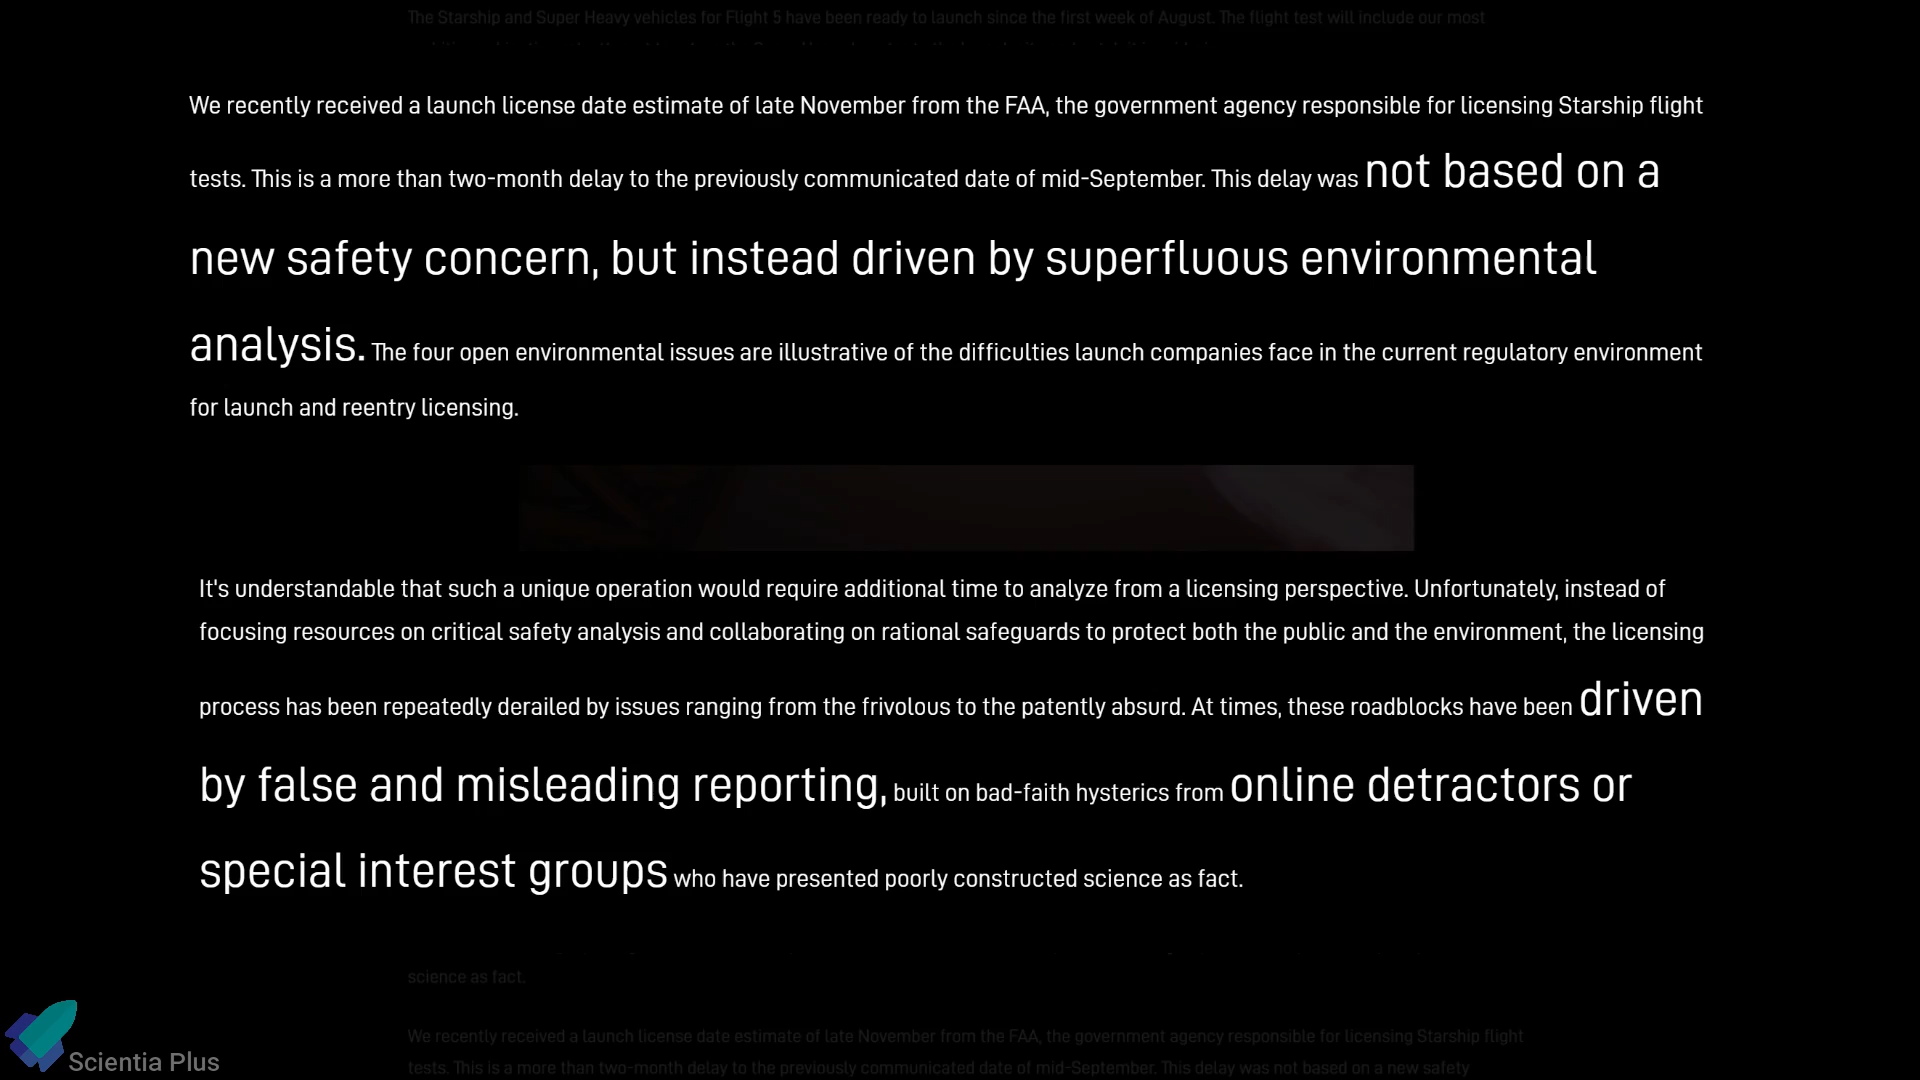 The Starship and Super Heavy vehicles for Flight 5 have been ready to launch since the first week of August. The flight test will include our most
We recently received a launch license date estimate of late November from the FAA, the government agency responsible for licensing Starship flight
tests. This is a more than two-month delay to the previously communicated date of mid-September. This delay was not based on a
new safety concern, but instead driven by superfluous environmental
analysis. The four open environmental issues are illustrative of the difficulties launch companies face in the current regulatory environment
for launch and reentry licensing.
It's understandable that such a unique operation would require additional time to analyze from a licensing perspective. Unfortunately, instead of
focusing resources on critical safety analysis and collaborating on rational safeguards to protect both the public and the environment, the licensing
process has been repeatedly derailed by issues ranging from the frivolous to the patently absurd. At times, these roadblocks have been driven
by false and misleading reporting, built on bad-faith hysterics from online detractors or
special interest groups who have presented poorly constructed science as fact.
science as fact.
We recently received a launch license date estimate of late November from the FAA, the government agency responsible for licensing Starship flight
tests. This is a more than two-month delay to the previously communicated date of mid-September. This delay was not based on a new safety
Scientia Plus